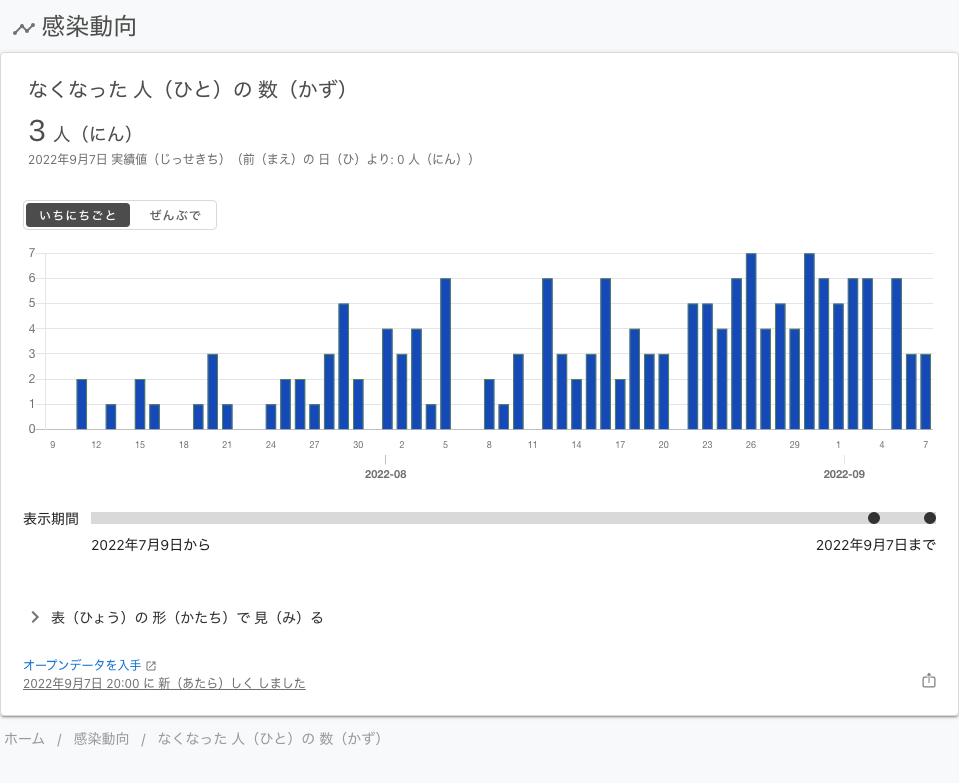 感染動向
なくなった 人（ひと）の 数（かず）
3 人（にん）
2022年9月7日 実績値（じっせきち）（前（まえ）の 日（ひ）より: 0 人（にん））
いちにちごと ぜんぶで
7
6
5
4
3
2
1
0
9 12 15 18 21 24 27 30 2 5 8 11 14 17 20 23 26 29 1 4 7
2022-08 2022-09
表示期間
2022年7月9日から 2022年9月7日まで
表（ひょう）の 形（かたち）で 見（み）る
オープンデータを入手
2022年9月7日 20:00 に 新（あたら）しく しました
ホーム / 感染動向 / なくなった 人（ひと）の 数（かず）